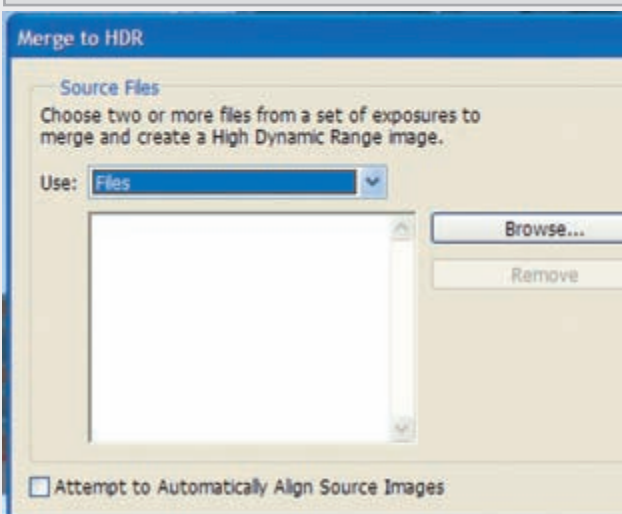 Merge to HDR
Source Files
Choose two or more files from a set of exposures to
merge and create a High Dynamic Range image.
Use: Files
Browse...
Remove
Attempt to Automatically Align Source Images